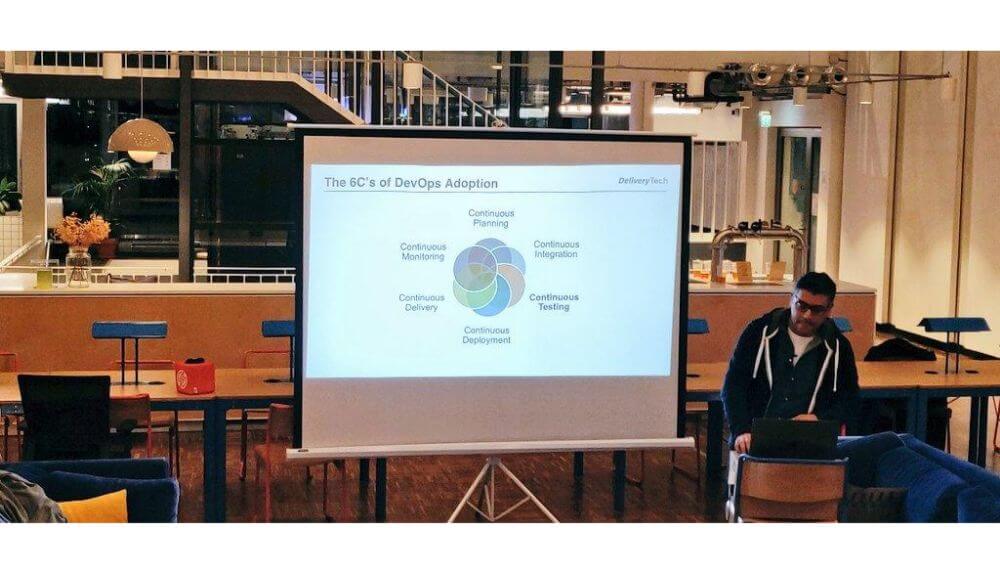 The 6C's of DevOps Adoption
DeliveryTech
Continuous
Planning
Continuous
Monitoring
Continuous
Integration
Continuous
Delivery
Continuous
Testing
Continuous
Deployment